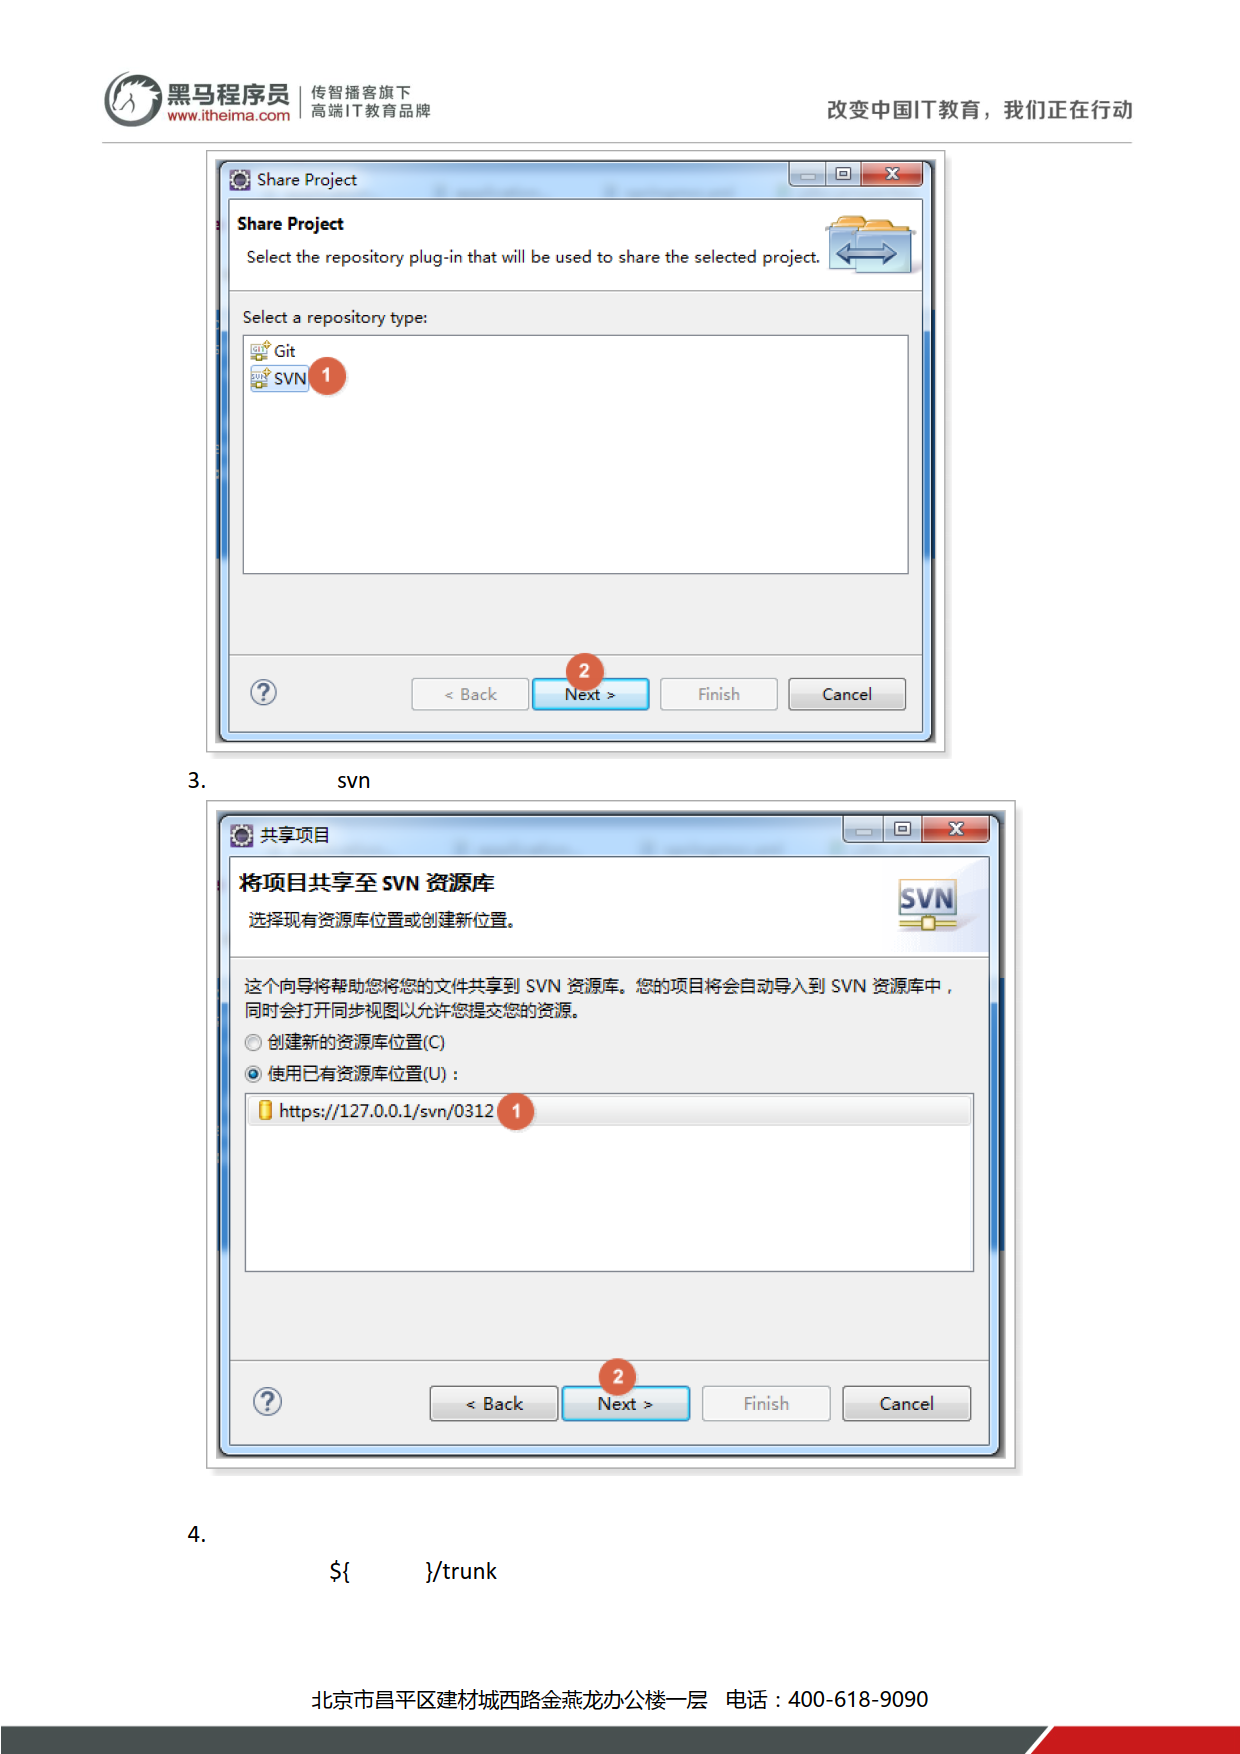 黑马程序员
www.itheima.com
传智播客旗下
高端IT教育品牌
改变中国IT教育，我们正在行动
Share Project
Share Project
Select the repository plug-in that will be used to share the selected project.
Select a repository type:
Git
SVN
1
2
< Back
Next >
Finish
Cancel
3. svn
共享项目
将项目共享至 SVN 资源库
选择现有资源库位置或创建新位置。
SVN
这个向导将帮助您将您的文件共享到 SVN 资源库。您的项目将会自动导入到 SVN 资源库中，
同时会打开同步视图以允许您提交您的资源。
创建新的资源库位置(C)
使用已有资源库位置(U)：
https://127.0.0.1/svn/0312
1
2
< Back
Next >
Finish
Cancel
4.
${ }/trunk
北京市昌平区建材城西路金燕龙办公楼一层 电话：400-618-9090